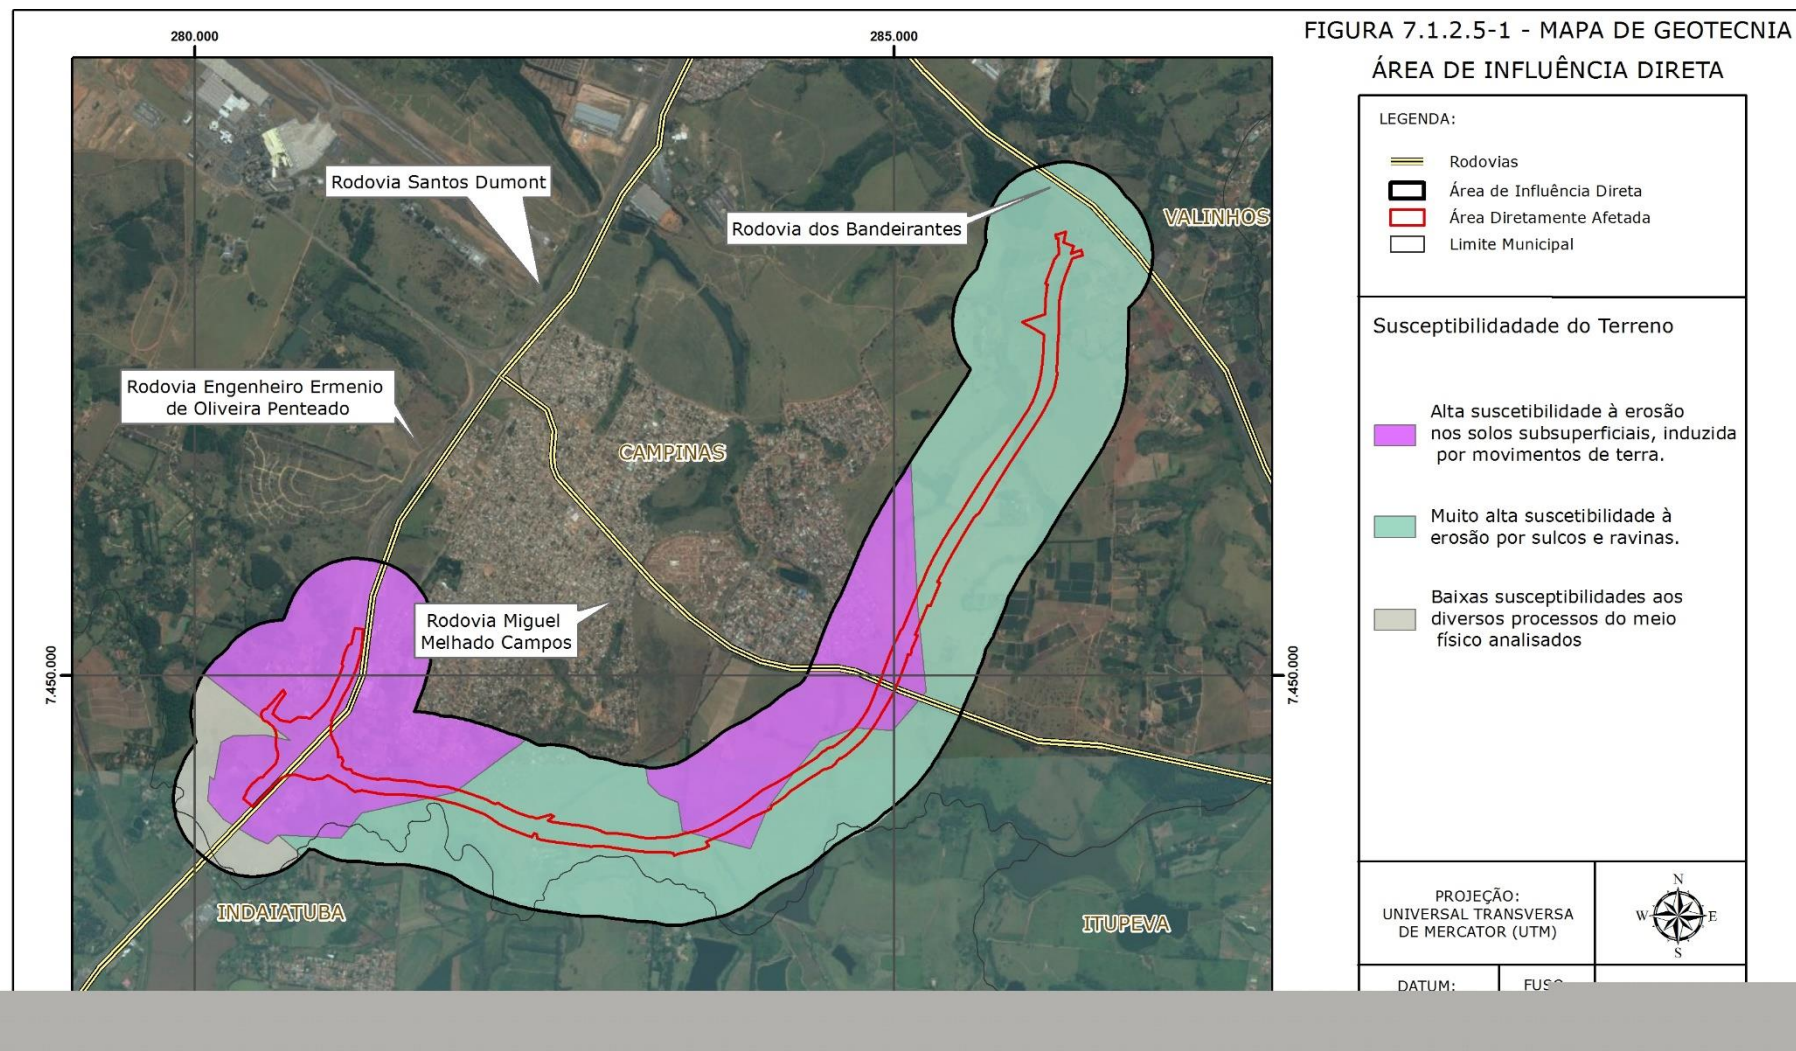 FIGURA 7.1.2.5-1 - MAPA DE GEOTECNIA
ÁREA DE INFLUÊNCIA DIRETA
280.000
285.000
Rodovia Santos Dumont
Rodovia dos Bandeirantes
VALINHOS
Rodovia Engenheiro Ermenio
de Oliveira Penteado
CAMPINAS
Rodovia Miguel
Melhado Campos
7.450.000
7.450.000
INDAIATUBA
ITUPEVA
LEGENDA:
Rodovias
Área de Influência Direta
Área Diretamente Afetada
Limite Municipal
Susceptibilidadade do Terreno
Alta suscetibilidade à erosão
nos solos subsuperficiais, induzida
por movimentos de terra.
Muito alta suscetibilidade à
erosão por sulcos e ravinas.
Baixas susceptibilidades aos
diversos processos do meio
físico analisados
PROJEÇÃO:
UNIVERSAL TRANSVERSA
DE MERCATOR (UTM)
N
W
E
S
DATUM: